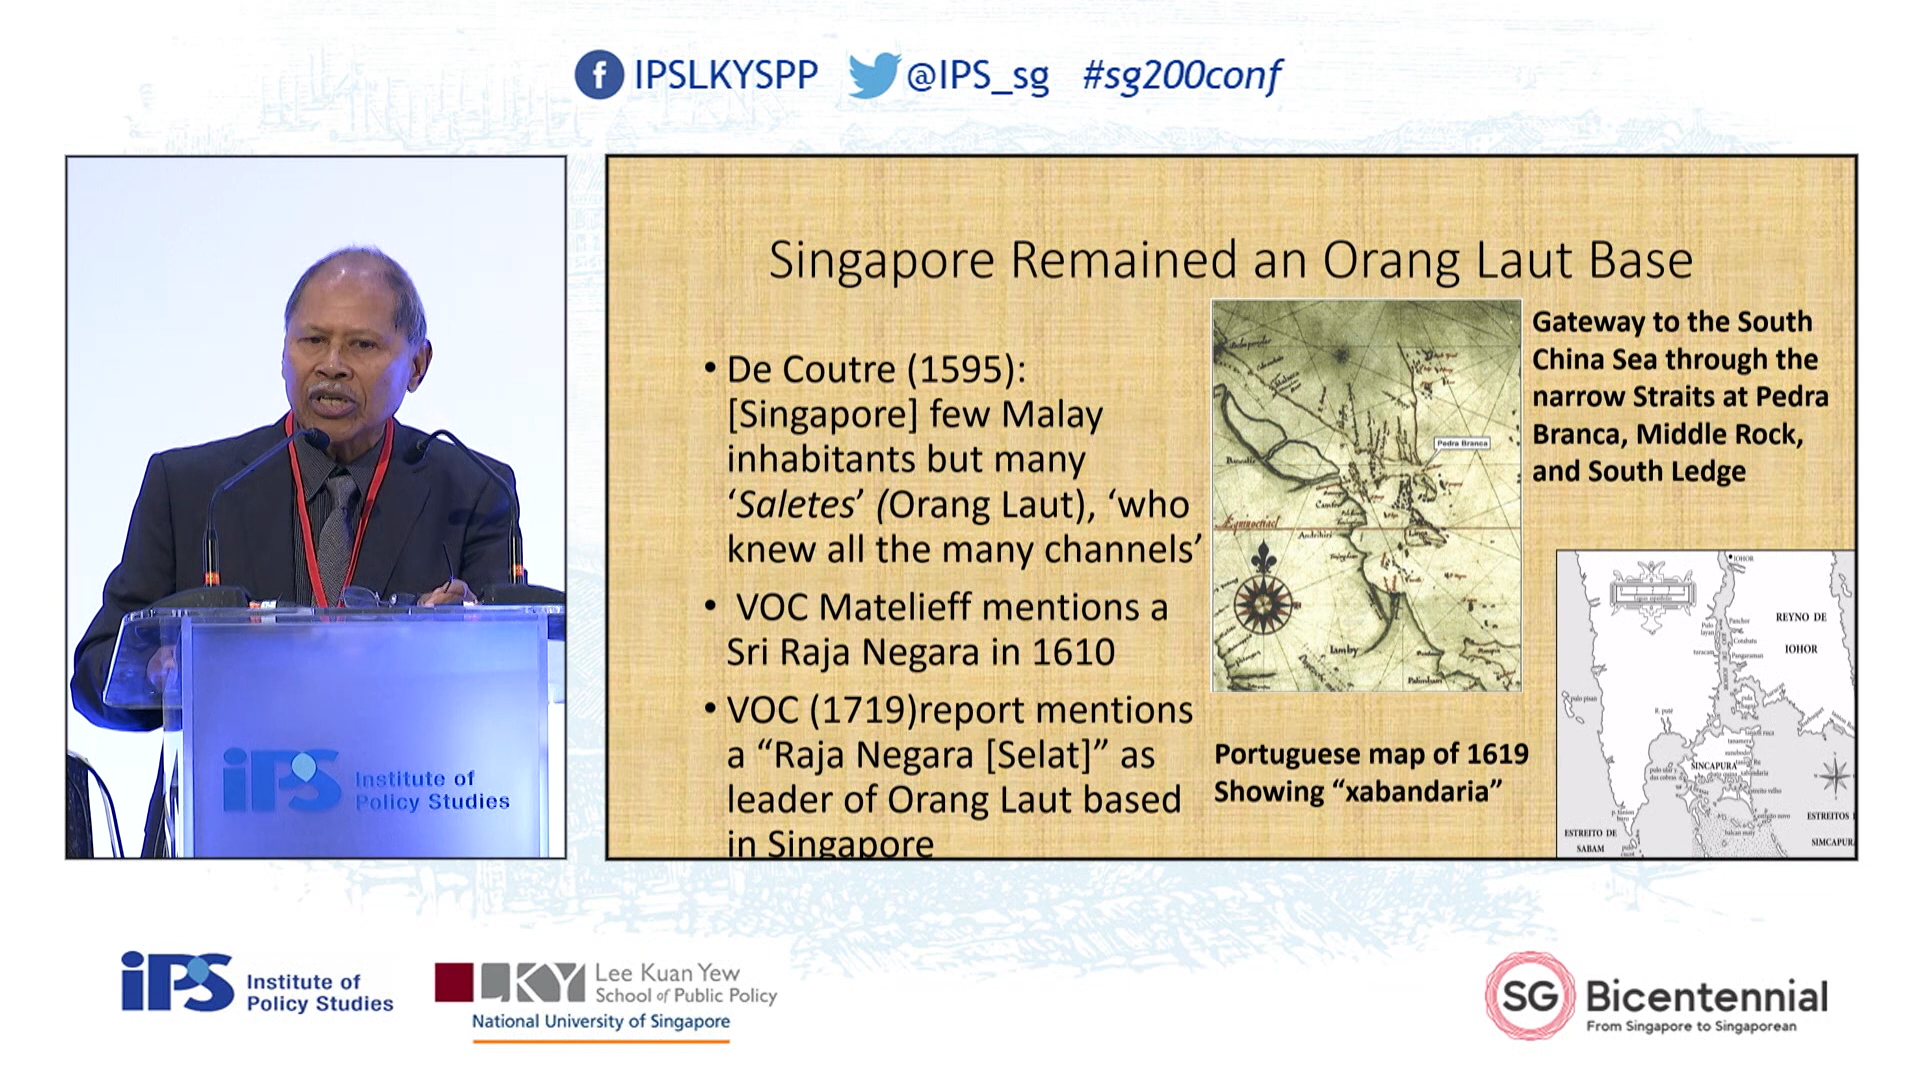 IPSLKYSPP @IPS_sg #sg200conf
Singapore Remained an Orang Laut Base
• De Coutre (1595):
[Singapore] few Malay
inhabitants but many
‘Saletes’ (Orang Laut), ‘who
knew all the many channels’
• VOC Matelieff mentions a
Sri Raja Negara in 1610
• VOC (1719)report mentions
a “Raja Negara [Selat]” as
leader of Orang Laut based
in Singapore
Pedra Branca
Equinoctial
Iamby
Gateway to the South
China Sea through the
narrow Straits at Pedra
Branca, Middle Rock,
and South Ledge
Portuguese map of 1619
Showing “xabandaria”
IOHOR
REYNO DE
IOHOR
SINCAPURA
ESTREITO DE
SABAM
ESTREITOS
SIMCAPUR
iPS Institute of
Policy Studies
iPS Institute of
Policy Studies
LKY Lee Kuan Yew
School of Public Policy
National University of Singapore
SG Bicentennial
From Singapore to Singaporean